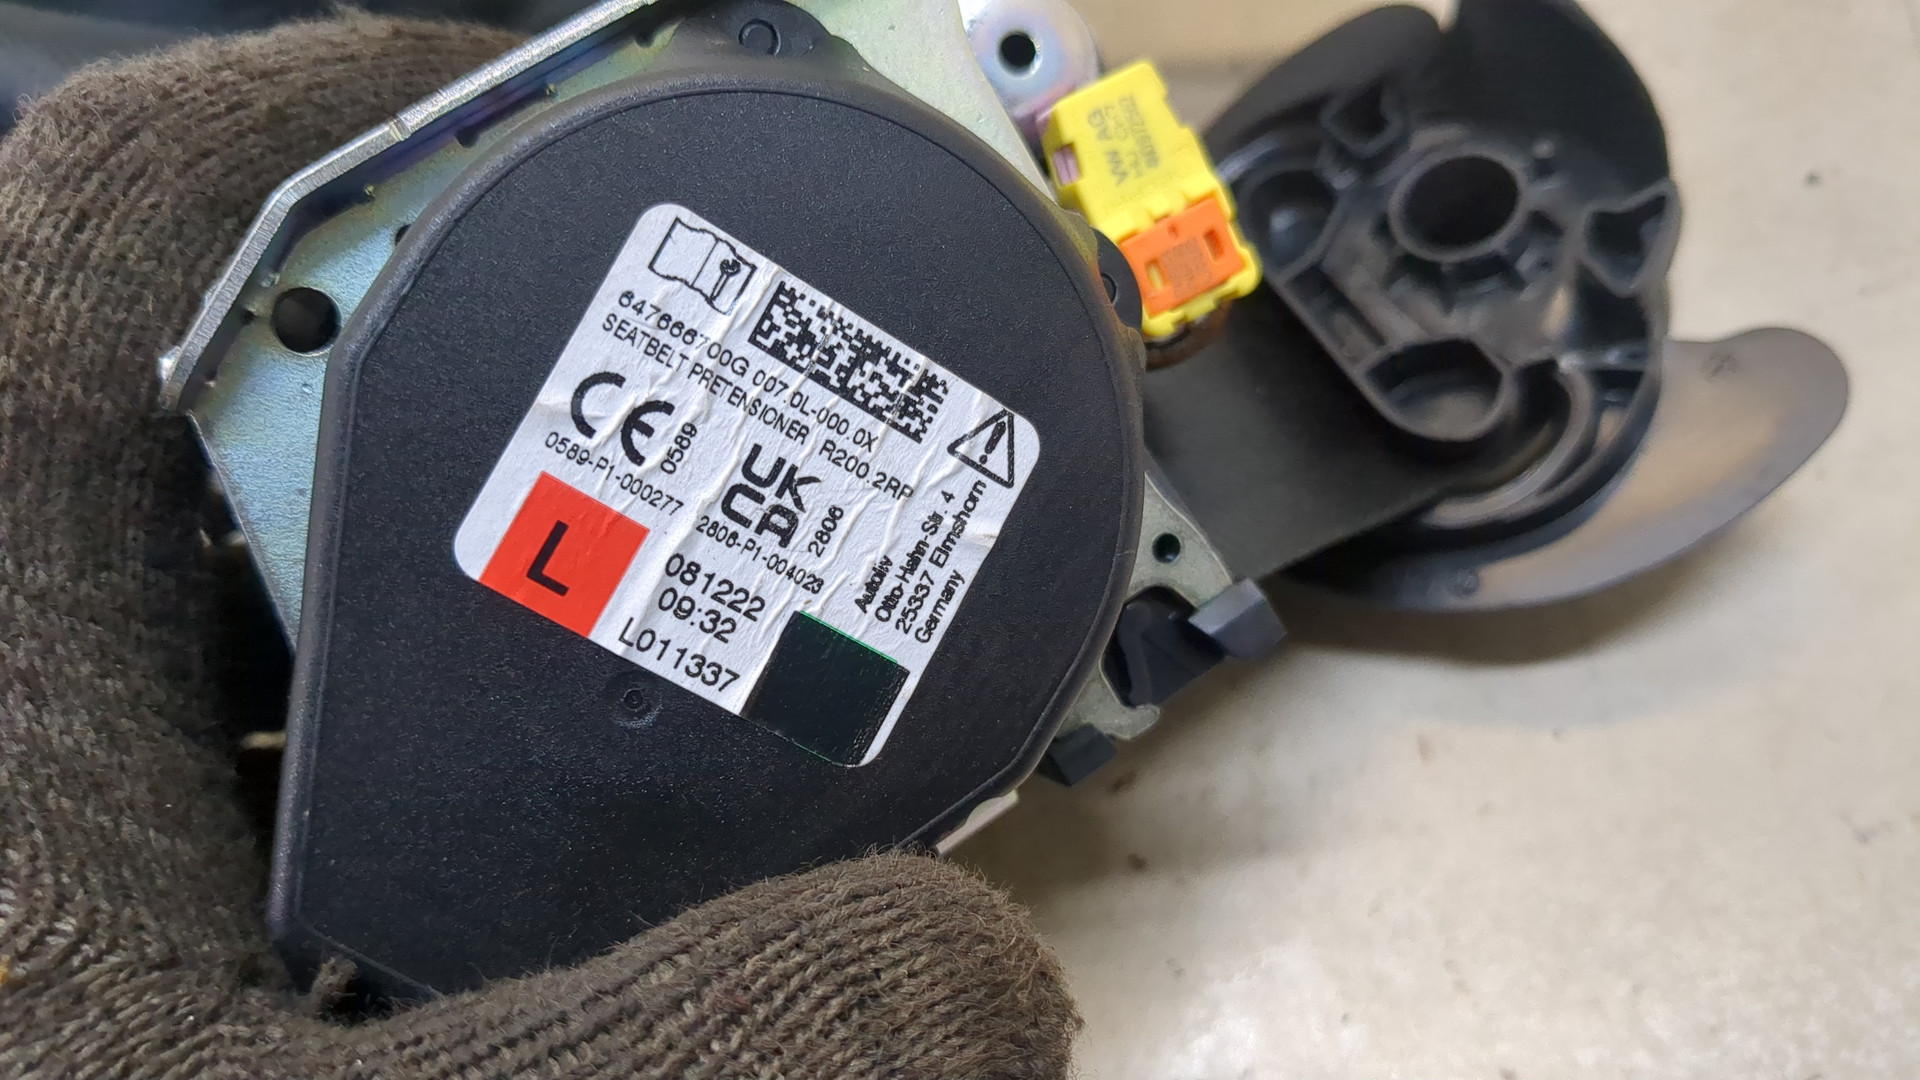 647666700G 007.0L-000.0X
SEATBELT PRETENSIONER R200.2RP
CE 0589
0589-P1-000277
UK
CA 2806
2806-P1-004023
L
081222
09:32
L011337
Autoliv
Otto-Hahn-Str. 4
25337 Elmshorn
Germany
VW AG